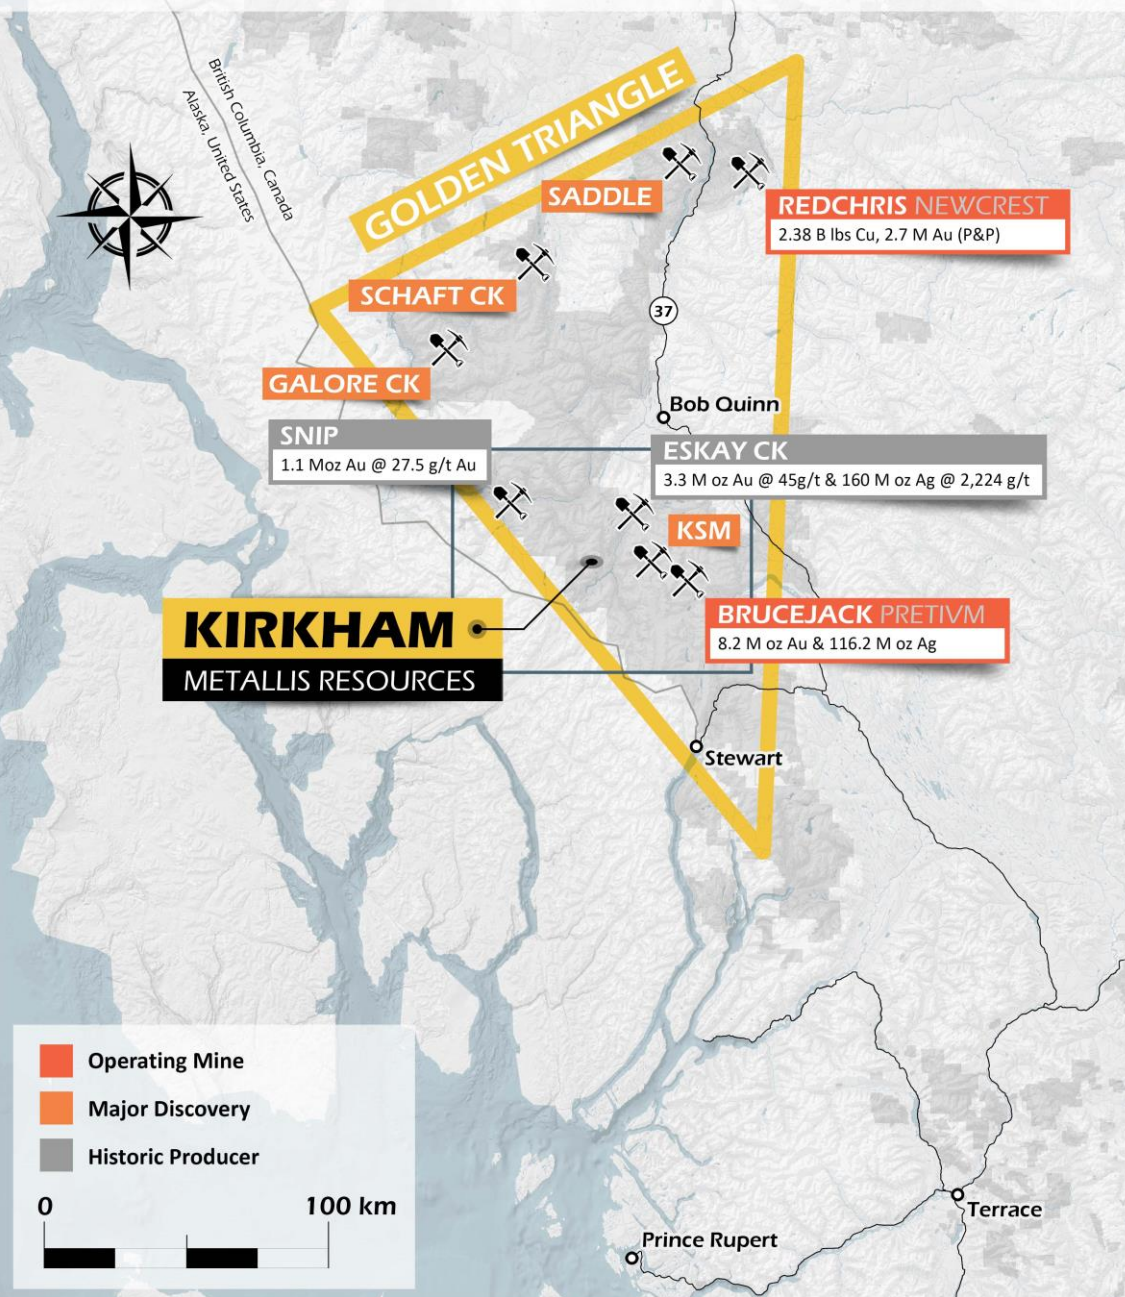 British Columbia, Canada
Alaska, United States
GOLDEN TRIANGLE
SADDLE
REDCHRIS NEWCREST
2.38 B lbs Cu, 2.7 M Au (P&P)
SCHAFT CK
37
GALORE CK
Bob Quinn
SNIP
1.1 Moz Au @ 27.5 g/t Au
ESKAY CK
3.3 M oz Au @ 45g/t & 160 M oz Ag @ 2,224 g/t
KSM
KIRKHAM
METALLIS RESOURCES
BRUCEJACK PRETIVM
8.2 M oz Au & 116.2 M oz Ag
Stewart
Operating Mine
Major Discovery
Historic Producer
0 100 km
Terrace
Prince Rupert